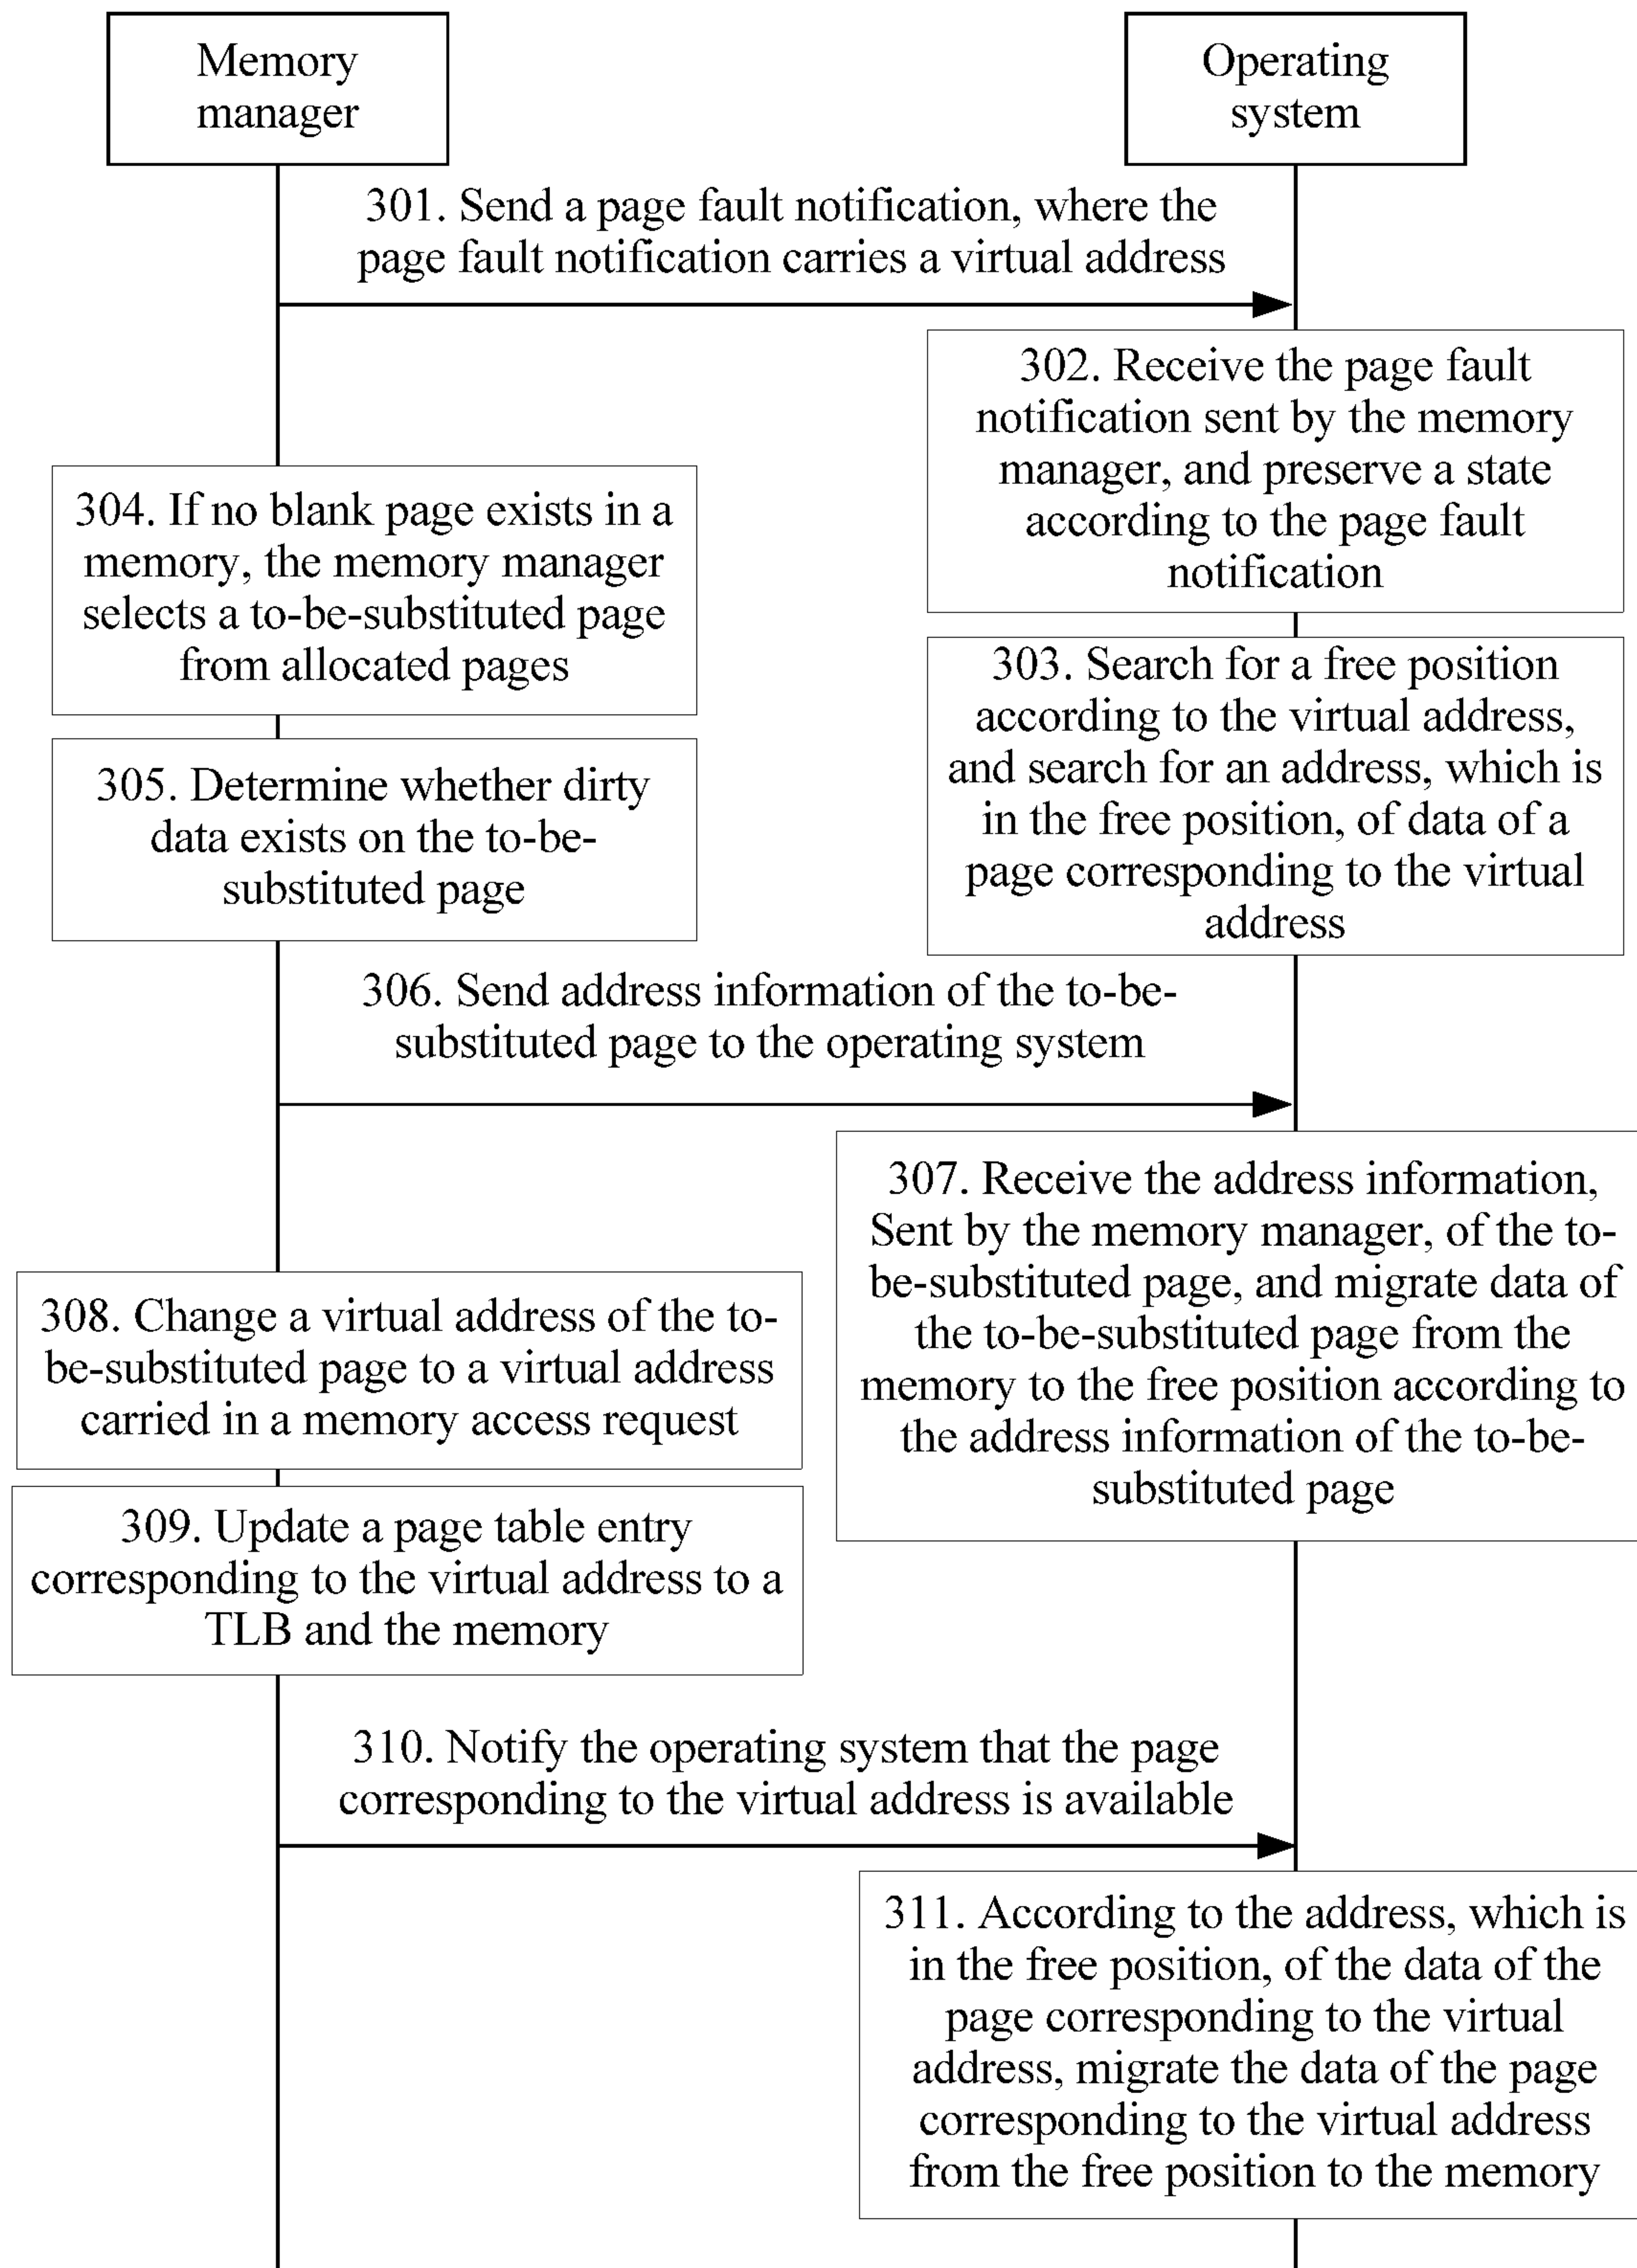 Memory
manager
Operating
system
301. Send a page fault notification, where the
page fault notification carries a virtual address
302. Receive the page fault
notification sent by the memory
manager, and preserve a state
according to the page fault
notification
304. If no blank page exists in a
memory, the memory manager
selects a to-be-substituted page
from allocated pages
303. Search for a free position
according to the virtual address,
and search for an address, which is
in the free position, of data of a
page corresponding to the virtual
address
305. Determine whether dirty
data exists on the to-be-
substituted page
306. Send address information of the to-be-
substituted page to the operating system
307. Receive the address information,
Sent by the memory manager, of the to-
be-substituted page, and migrate data of
the to-be-substituted page from the
memory to the free position according to
the address information of the to-be-
substituted page
308. Change a virtual address of the to-
be-substituted page to a virtual address
carried in a memory access request
309. Update a page table entry
corresponding to the virtual address to a
TLB and the memory
310. Notify the operating system that the page
corresponding to the virtual address is available
311. According to the address, which is
in the free position, of the data of the
page corresponding to the virtual
address, migrate the data of the page
corresponding to the virtual address
from the free position to the memory